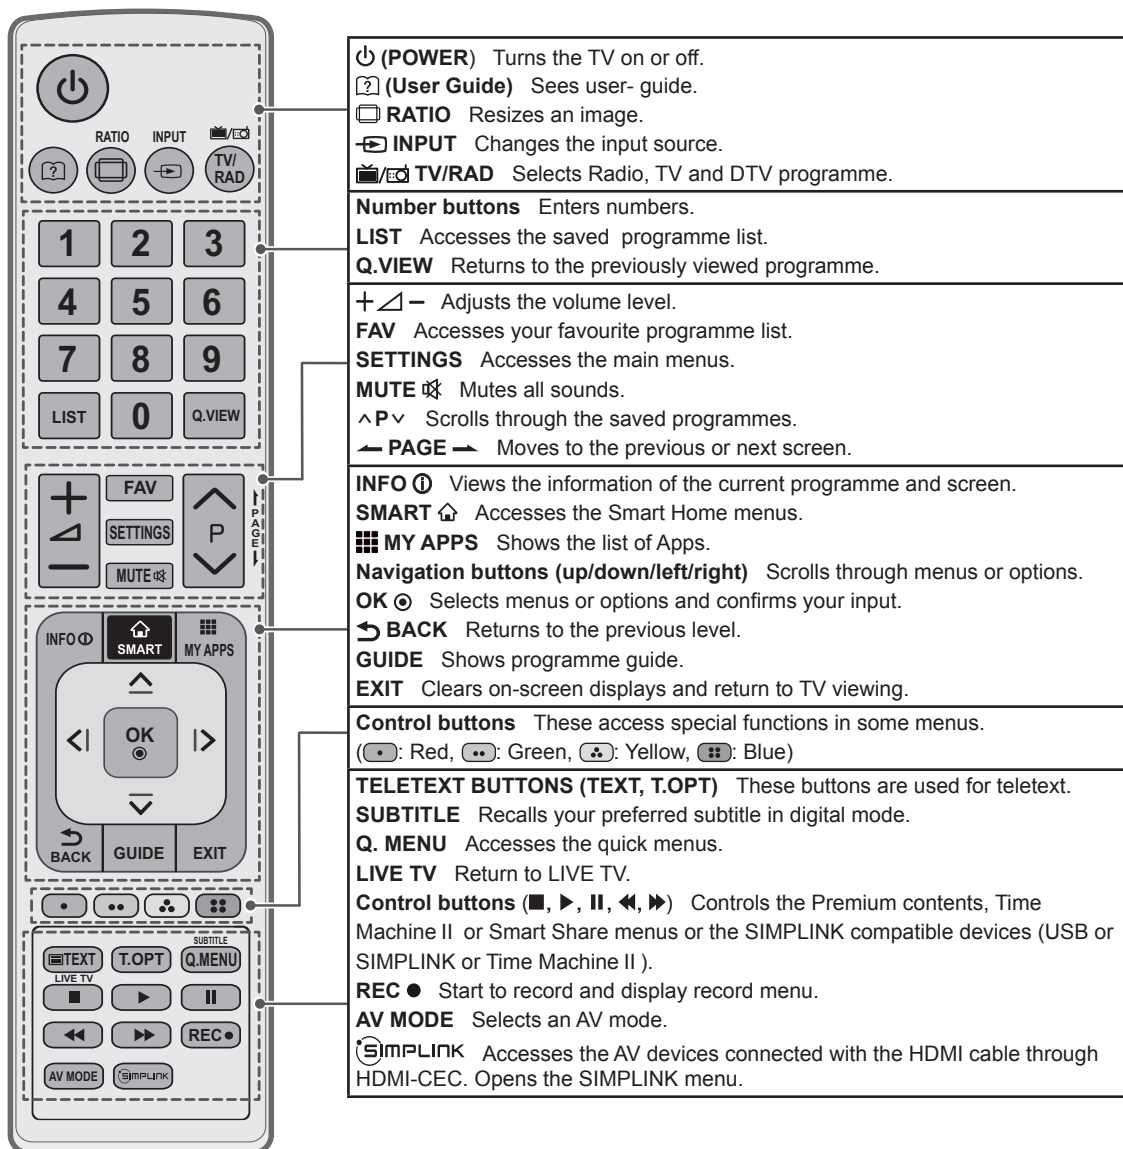 RATIO INPUT
TV/
RAD
1 2 3
4 5 6
7 8 9
LIST 0 Q.VIEW
FAV
SETTINGS
MUTE
P
PAGE
INFO SMART MY APPS
OK
BACK GUIDE EXIT
SUBTITLE
TEXT T.OPT Q.MENU
LIVE TV
REC
AV MODE SIMPLINK
(POWER) Turns the TV on or off.
(User Guide) Sees user- guide.
RATIO Resizes an image.
INPUT Changes the input source.
/ TV/RAD Selects Radio, TV and DTV programme.
Number buttons Enters numbers.
LIST Accesses the saved programme list.
Q.VIEW Returns to the previously viewed programme.
+ - Adjusts the volume level.
FAV Accesses your favourite programme list.
SETTINGS Accesses the main menus.
MUTE Mutes all sounds.
P Scrolls through the saved programmes.
PAGE Moves to the previous or next screen.
INFO Views the information of the current programme and screen.
SMART Accesses the Smart Home menus.
MY APPS Shows the list of Apps.
Navigation buttons (up/down/left/right) Scrolls through menus or options.
OK Selects menus or options and confirms your input.
BACK Returns to the previous level.
GUIDE Shows programme guide.
EXIT Clears on-screen displays and return to TV viewing.
Control buttons These access special functions in some menus.
( : Red, : Green, : Yellow, : Blue)
TELETEXT BUTTONS (TEXT, T.OPT) These buttons are used for teletext.
SUBTITLE Recalls your preferred subtitle in digital mode.
Q. MENU Accesses the quick menus.
LIVE TV Return to LIVE TV.
Control buttons (■, ▶, II, ◀◀, ▶▶) Controls the Premium contents, Time
Machine II or Smart Share menus or the SIMPLINK compatible devices (USB or
SIMPLINK or Time Machine II ).
REC ● Start to record and display record menu.
AV MODE Selects an AV mode.
SIMPLINK Accesses the AV devices connected with the HDMI cable through
HDMI-CEC. Opens the SIMPLINK menu.